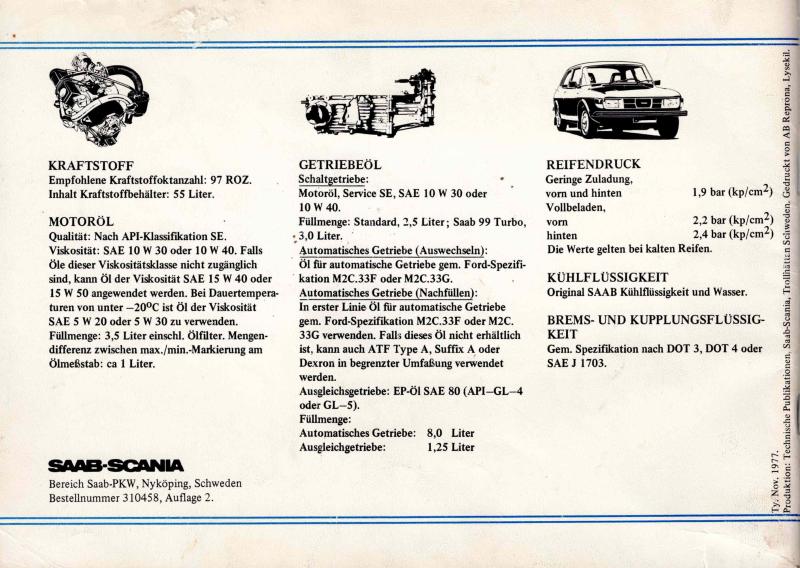 KRAFTSTOFF
Empfohlene Kraftstoffoktanzahl: 97 ROZ.
Inhalt Kraftstoffbehälter: 55 Liter.
MOTORÖL
Qualität: Nach API-Klassifikation SE.
Viskosität: SAE 10 W 30 oder 10 W 40. Falls
Öle dieser Viskositätsklasse nicht zugänglich
sind, kann Öl der Viskosität SAE 15 W 40 oder
15 W 50 angewendet werden. Bei Dauertempera-
turen von unter −20ºC ist Öl der Viskosität
SAE 5 W 20 oder 5 W 30 zu verwenden.
Füllmenge: 3,5 Liter einschl. Ölfilter. Mengen-
differenz zwischen max./min.-Markierung am
Ölmeßstab: ca 1 Liter.
SAAB-SCANIA
Bereich Saab-PKW, Nyköping, Schweden
Bestellnummer 310458, Auflage 2.
GETRIEBEÖL
Schaltgetriebe:
Motoröl, Service SE, SAE 10 W 30 oder
10 W 40.
Füllmenge: Standard, 2,5 Liter; Saab 99 Turbo,
3,0 Liter.
Automatisches Getriebe (Auswechseln):
Öl für automatische Getriebe gem. Ford-Spezifi-
kation M2C.33F oder M2C.33G.
Automatisches Getriebe (Nachfüllen):
In erster Linie Öl für automatische Getriebe
gem. Ford-Spezifikation M2C.33F oder M2C.
33G verwenden. Falls dieses Öl nicht erhältlich
ist, kann auch ATF Type A, Suffix A oder
Dexron in begrenzter Umfaßung verwendet
werden.
Ausgleichsgetriebe: EP-Öl SAE 80 (API−GL−4
oder GL−5).
Füllmenge:
Automatisches Getriebe: 8,0 Liter
Ausgleichgetriebe: 1,25 Liter
REIFENDRUCK
Geringe Zuladung,
vorn und hinten 1,9 bar (kp/cm2)
Vollbeladen,
vorn 2,2 bar (kp/cm2)
hinten 2,4 bar (kp/cm2)
Die Werte gelten bei kalten Reifen.
KÜHLFLÜSSIGKEIT
Original SAAB Kühlflüssigkeit und Wasser.
BREMS- UND KUPPLUNGSFLÜSSIG-
KEIT
Gem. Spezifikation nach DOT 3, DOT 4 oder
SAE J 1703.
Ty. Nov. 1977.
Produktion: Technische Publikationen, Saab-Scania, Trollhättan Schweden. Gedruckt von AB Reprona, Lysekil.